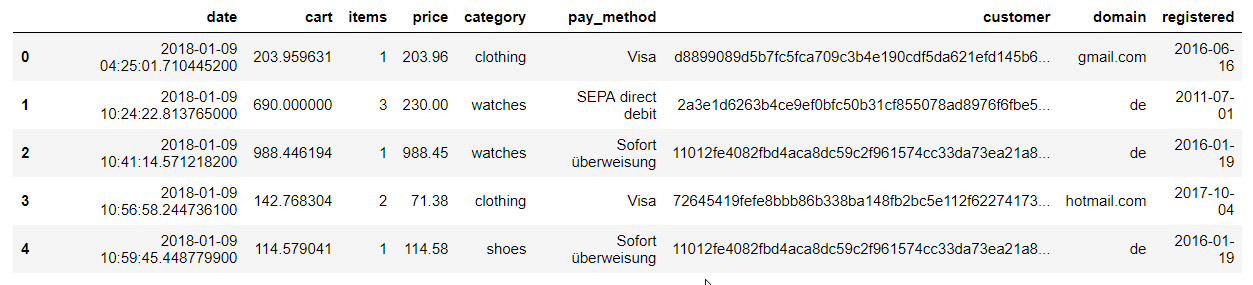 date cart items price category pay_method customer domain registered
0 2018-01-09 04:25:01.710445200 203.959631 1 203.96 clothing Visa d8899089d5b7fc5fca709c3b4e190cdf5da621efd145b6... gmail.com 2016-06-16
1 2018-01-09 10:24:22.813765000 690.000000 3 230.00 watches SEPA direct debit 2a3e1d6263b4ce9ef0bfc50b31cf855078ad8976f6fbe5... de 2011-07-01
2 2018-01-09 10:41:14.571218200 988.446194 1 988.45 watches Sofort überweisung 11012fe4082fbd4aca8dc59c2f961574cc33da73ea21a8... de 2016-01-19
3 2018-01-09 10:56:58.244736100 142.768304 2 71.38 clothing Visa 72645419fefe8bbb86b338ba148fb2bc5e112f62274173... hotmail.com 2017-10-04
4 2018-01-09 10:59:45.448779900 114.579041 1 114.58 shoes Sofort überweisung 11012fe4082fbd4aca8dc59c2f961574cc33da73ea21a8... de 2016-01-19